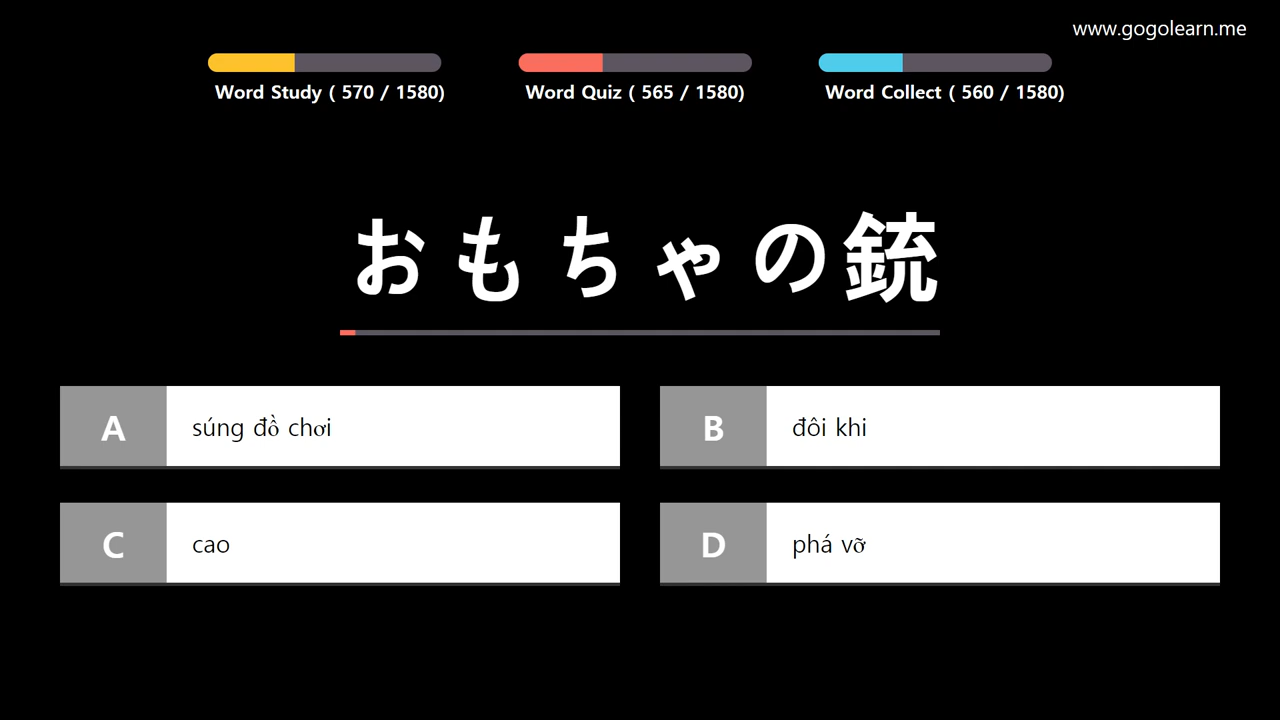 www.gogolearn.me
Word Study ( 570 / 1580)
Word Quiz ( 565 / 1580)
Word Collect ( 560 / 1580)
おもちゃの銃
A
súng đồ chơi
B
đôi khi
C
cao
D
phá vỡ